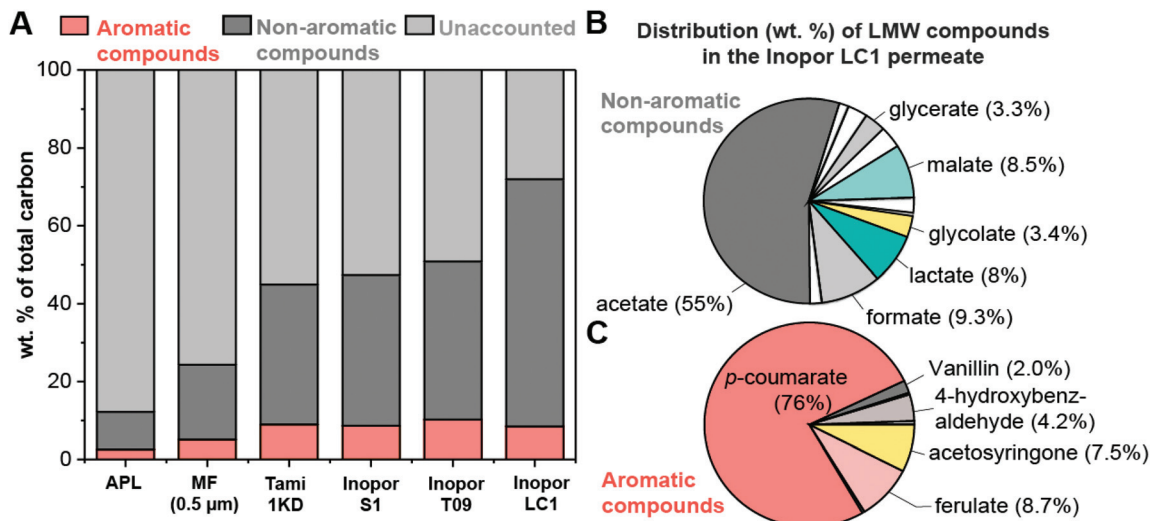 A
Aromatic compounds
Non-aromatic compounds
Unaccounted
wt. % of total carbon
100
80
60
40
20
0
APL
MF
(0.5 µm)
Tami
1KD
Inopor
S1
Inopor
T09
Inopor
LC1
B
Distribution (wt. %) of LMW compounds
in the Inopor LC1 permeate
Non-aromatic
compounds
glycerate (3.3%)
malate (8.5%)
glycolate (3.4%)
lactate (8%)
formate (9.3%)
acetate (55%)
C
p-coumarate
(76%)
Vanillin (2.0%)
4-hydroxybenz-
aldehyde (4.2%)
acetosyringone (7.5%)
ferulate (8.7%)
Aromatic
compounds